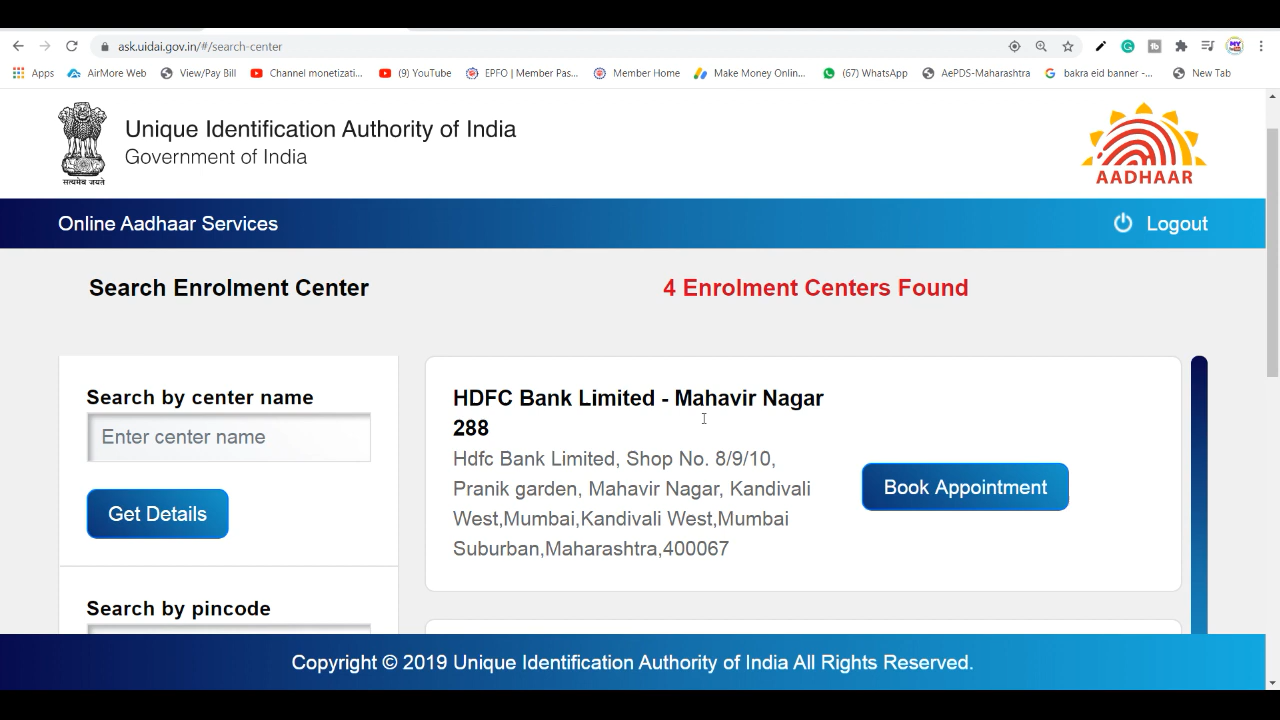 ask.uidai.gov.in/#/search-center
Apps
AirMore Web
View/Pay Bill
Channel monetizati...
(9) YouTube
EPFO | Member Pas...
Member Home
Make Money Onlin...
(67) WhatsApp
AePDS-Maharashtra
bakra eid banner -...
New Tab
Unique Identification Authority of India
Government of India
सत्यमेव जयते
AADHAAR
Online Aadhaar Services
Logout
Search Enrolment Center
4 Enrolment Centers Found
Search by center name
Enter center name
Get Details
Search by pincode
HDFC Bank Limited - Mahavir Nagar
288
Hdfc Bank Limited, Shop No. 8/9/10,
Pranik garden, Mahavir Nagar, Kandivali
West,Mumbai,Kandivali West,Mumbai
Suburban,Maharashtra,400067
Book Appointment
Copyright © 2019 Unique Identification Authority of India All Rights Reserved.